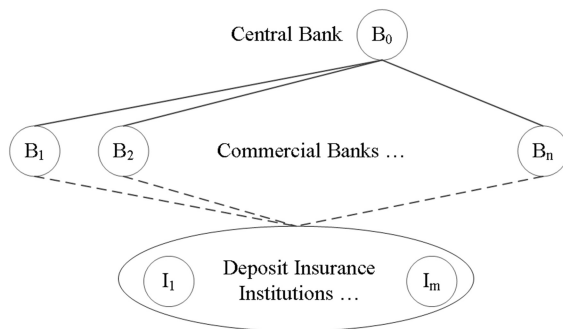 Central Bank B0
B1 B2 Commercial Banks ... Bn
I1 Deposit Insurance Im
Institutions ...